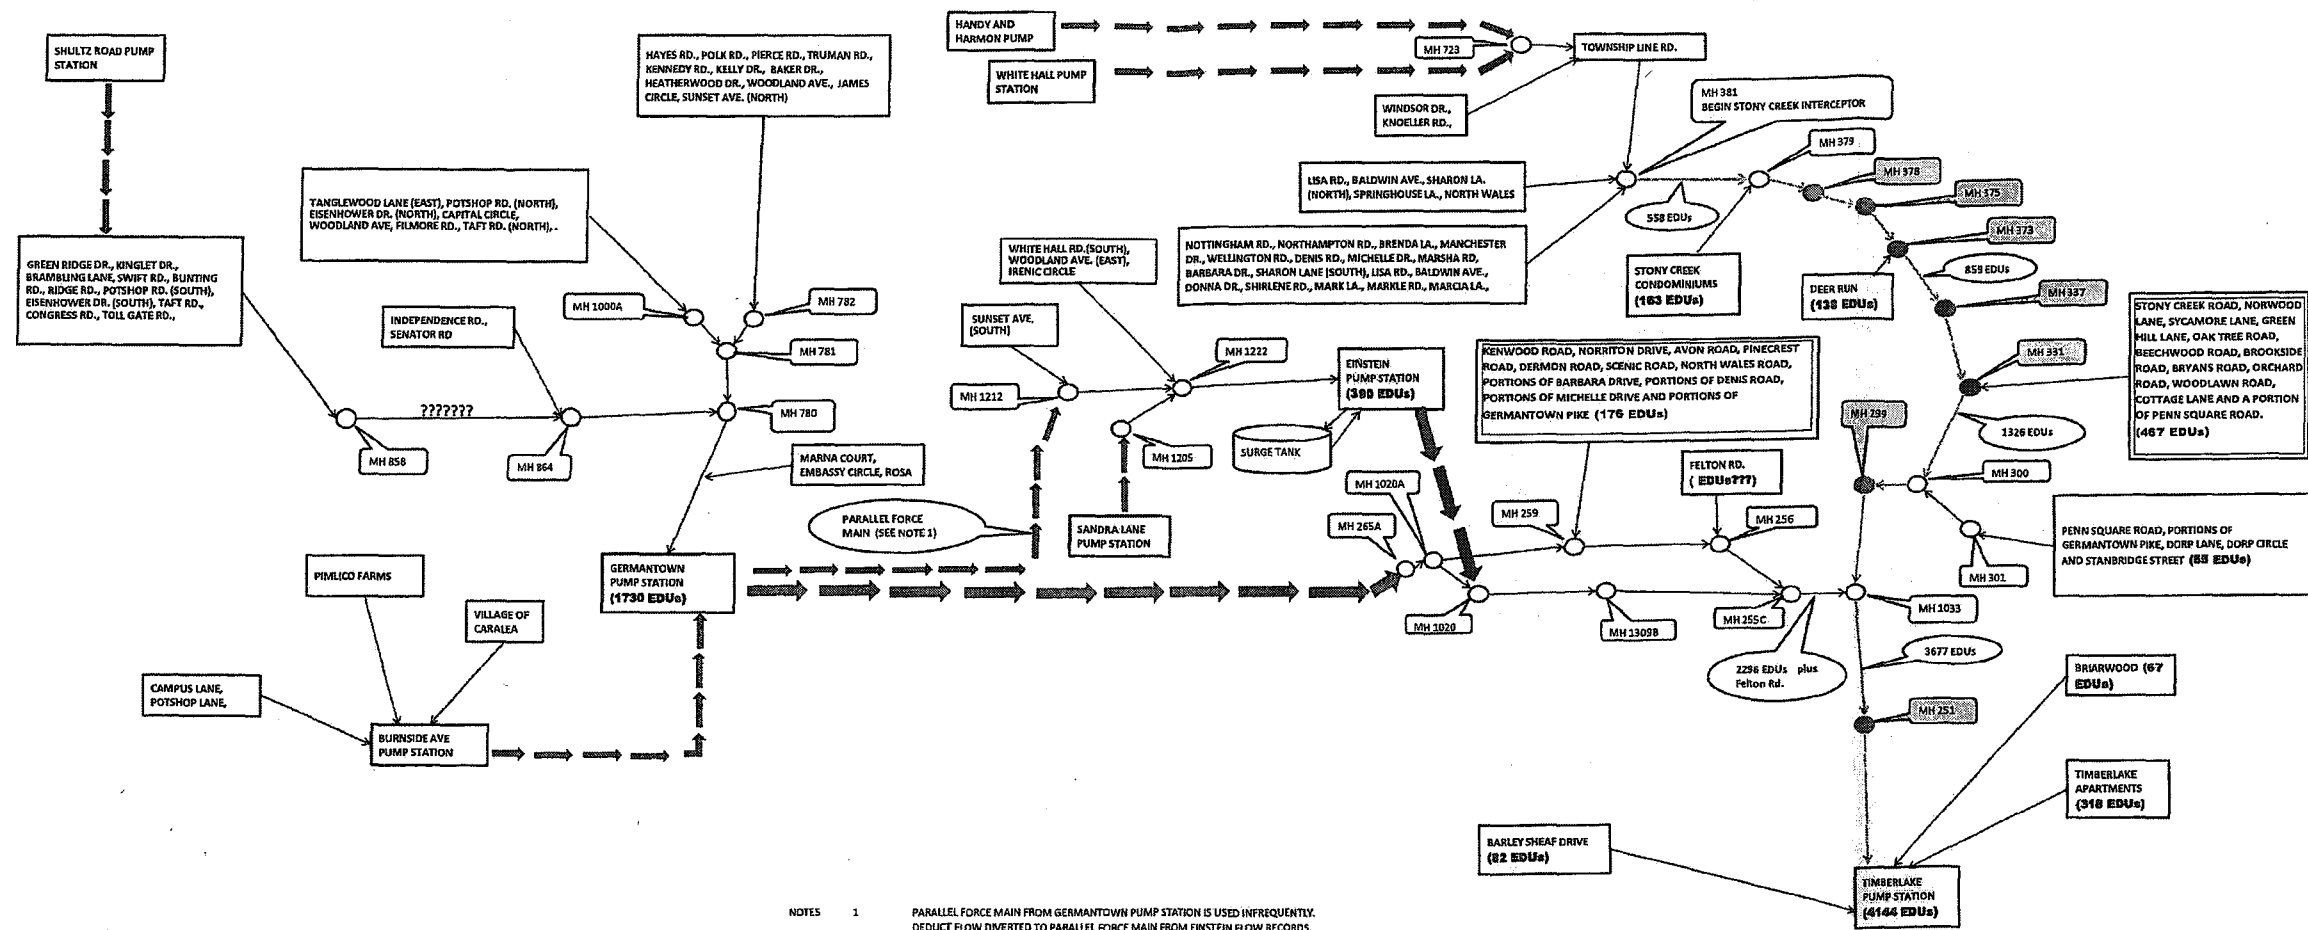 SHULTZ ROAD PUMP
STATION
HAYES RD., POLK RD., PIERCE RD., TRUMAN RD.,
KENNEDY RD., KELLY DR., BAKER DR.,
HEATHERWOOD DR., WOODLAND AVE., JAMES
CIRCLE, SUNSET AVE. (NORTH)
HANDY AND
HARMON PUMP
WHITE HALL PUMP
STATION
MH 723
TOWNSHIP LINE RD.
WINDSOR DR.,
KNOELLER RD.,
MH 381
BEGIN STONY CREEK INTERCEPTOR
MH 379
MH 378
MH 375
MH 373
MH 337
MH 331
LISA RD., BALDWIN AVE., SHARON LA.
(NORTH), SPRINGHOUSE LA., NORTH WALES
558 EDUs
TANGLEWOOD LANE (EAST), POTSHOP RD. (NORTH),
EISENHOWER DR. (NORTH), CAPITAL CIRCLE,
WOODLAND AVE, FILMORE RD., TAFT RD. (NORTH), .
GREEN RIDGE DR., KINGLET DR.,
BRAMBLING LANE, SWIFT RD., BUNTING
RD., RIDGE RD., POTSHOP RD. (SOUTH),
EISENHOWER DR. (SOUTH), TAFT RD.,
CONGRESS RD., TOLL GATE RD.,
NOTTINGHAM RD., NORTHAMPTON RD., BRENDA LA., MANCHESTER
DR., WELLINGTON RD., DENIS RD., MICHELLE DR., MARSHA RD,
BARBARA DR., SHARON LANE (SOUTH), LISA RD., BALDWIN AVE.,
DONNA DR., SHIRLENE RD., MARK LA., MARKLE RD., MARCIA LA.,
STONY CREEK
CONDOMINIUMS
(163 EDUs)
DEER RUN
(138 EDUs)
859 EDUs
WHITE HALL RD.(SOUTH),
WOODLAND AVE. (EAST),
IRENIC CIRCLE
SUNSET AVE.
(SOUTH)
INDEPENDENCE RD.,
SENATOR RD
MH 1000A
MH 782
MH 781
MH 780
???????
MH 858
MH 864
MARNA COURT,
EMBASSY CIRCLE, ROSA
MH 1212
MH 1222
MH 1205
EINSTEIN
PUMP STATION
(390 EDUs)
SURGE TANK
KENWOOD ROAD, NORRITON DRIVE, AVON ROAD, PINECREST
ROAD, DERMON ROAD, SCENIC ROAD, NORTH WALES ROAD,
PORTIONS OF BARBARA DRIVE, PORTIONS OF DENIS ROAD,
PORTIONS OF MICHELLE DRIVE AND PORTIONS OF
GERMANTOWN PIKE (176 EDUs)
STONY CREEK ROAD, NORWOOD
LANE, SYCAMORE LANE, GREEN
HILL LANE, OAK TREE ROAD,
BEECHWOOD ROAD, BROOKSIDE
ROAD, BRYANS ROAD, ORCHARD
ROAD, WOODLAWN ROAD,
COTTAGE LANE AND A PORTION
OF PENN SQUARE ROAD.
(467 EDUs)
MH 299
1326 EDUs
MH 300
MH 301
PENN SQUARE ROAD, PORTIONS OF
GERMANTOWN PIKE, DORP LANE, DORP CIRCLE
AND STANBRIDGE STREET (55 EDUs)
FELTON RD.
( EDUs???)
MH 1020A
MH 265A
MH 259
MH 256
MH 1020
MH 1309B
MH 255C
MH 1033
PARALLEL FORCE
MAIN (SEE NOTE 1)
SANDRA LANE
PUMP STATION
GERMANTOWN
PUMP STATION
(1730 EDUs)
PIMLICO FARMS
VILLAGE OF
CARALEA
CAMPUS LANE,
POTSHOP LANE,
BURNSIDE AVE
PUMP STATION
2296 EDUs plus
Felton Rd.
3677 EDUs
MH 251
BRIARWOOD (67
EDUs)
TIMBERLAKE
APARTMENTS
(318 EDUs)
BARLEY SHEAF DRIVE
(82 EDUs)
TIMBERLAKE
PUMP STATION
(4144 EDUs)
NOTES 1 PARALLEL FORCE MAIN FROM GERMANTOWN PUMP STATION IS USED INFREQUENTLY.
DEDUCT FLOW DIVERTED TO PARALLEL FORCE MAIN FROM EINSTEIN FLOW RECORDS.